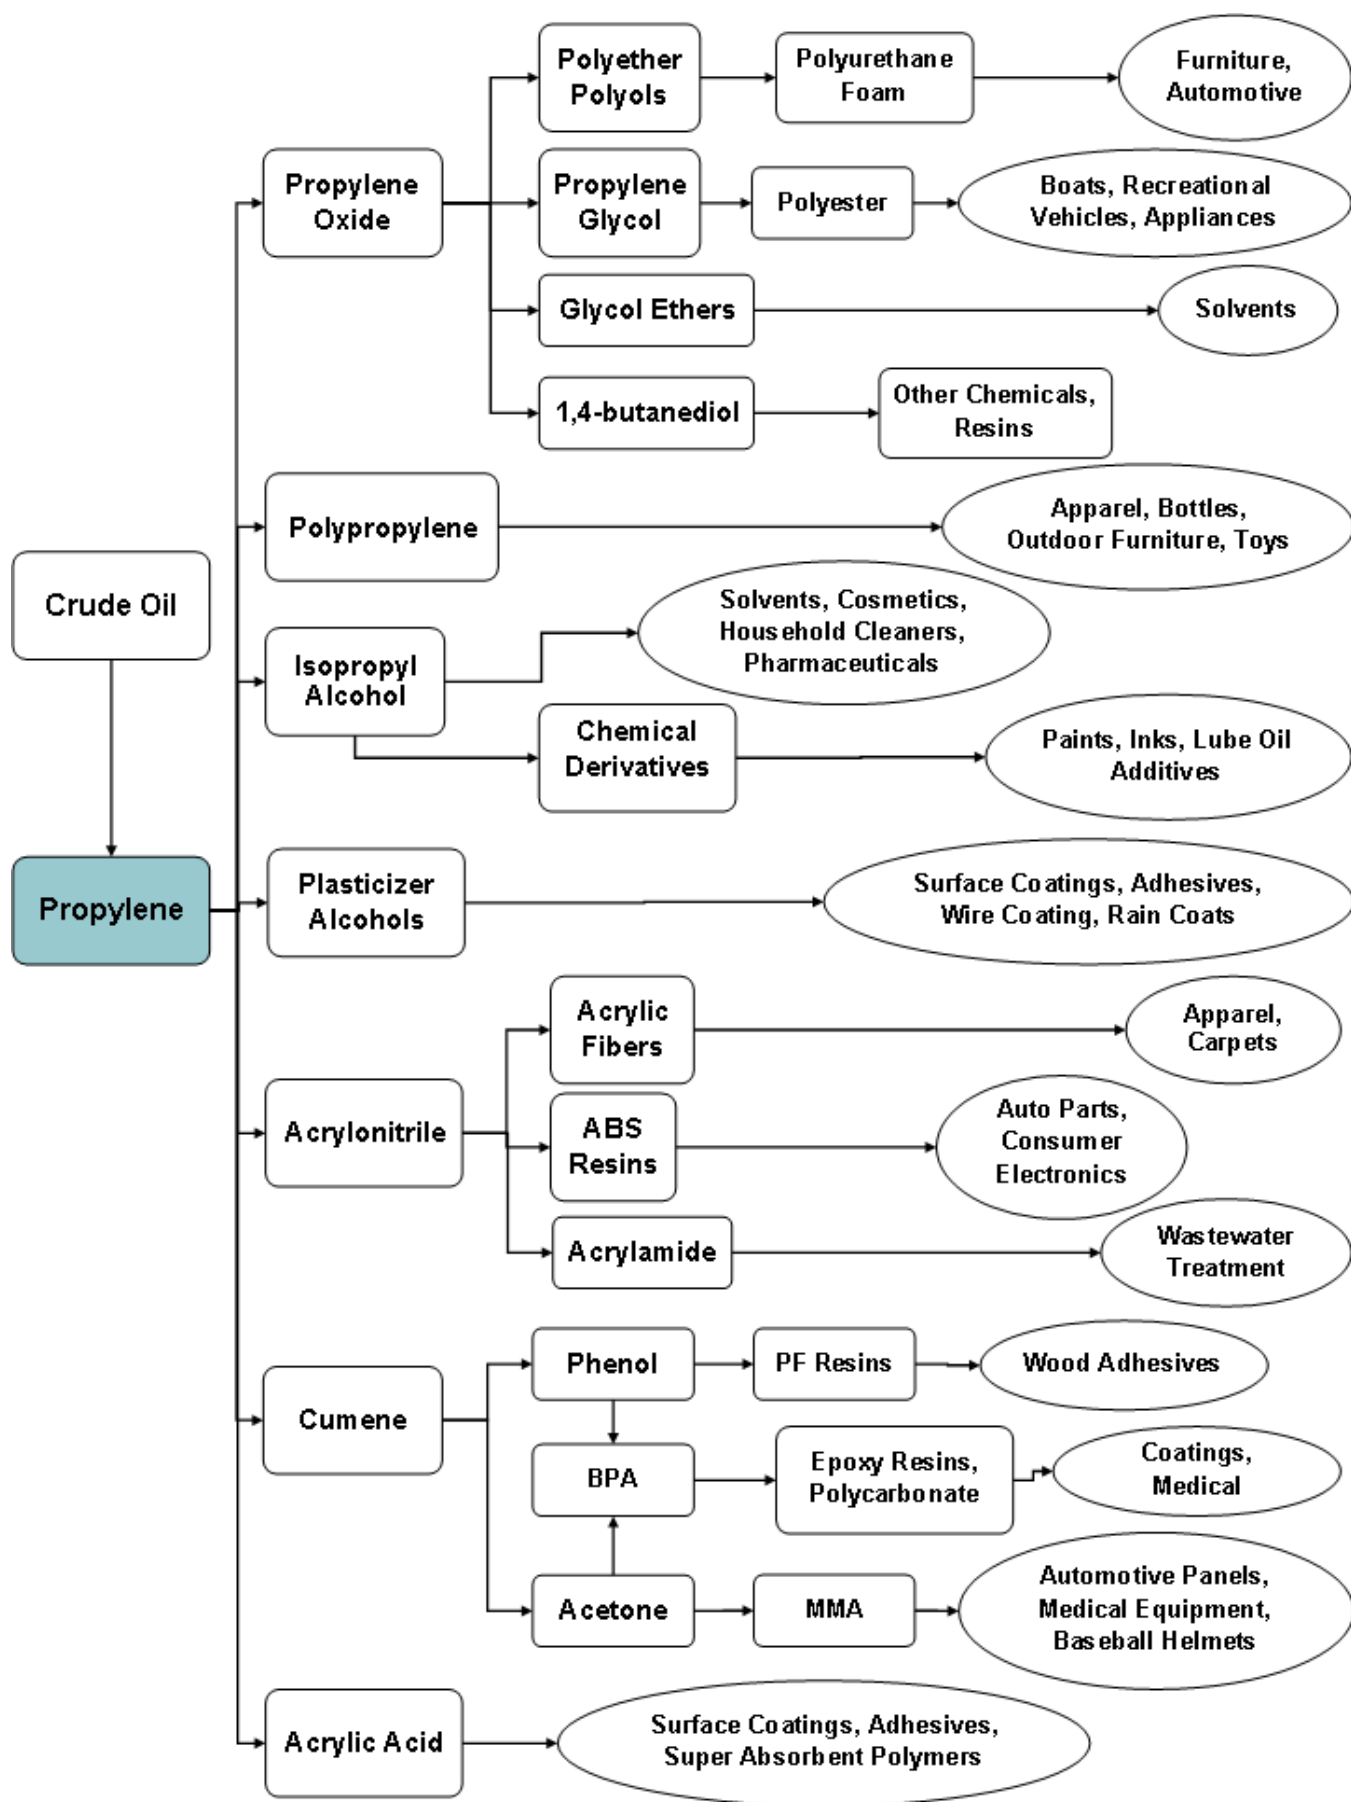 Polyether
Polyols
Polyurethane
Foam
Furniture,
Automotive
Propylene
Oxide
Propylene
Glycol
Polyester
Boats, Recreational
Vehicles, Appliances
Glycol Ethers
Solvents
1,4-butanediol
Other Chemicals,
Resins
Polypropylene
Apparel, Bottles,
Outdoor Furniture, Toys
Crude Oil
Isopropyl
Alcohol
Solvents, Cosmetics,
Household Cleaners,
Pharmaceuticals
Chemical
Derivatives
Paints, Inks, Lube Oil
Additives
Propylene
Plasticizer
Alcohols
Surface Coatings, Adhesives,
Wire Coating, Rain Coats
Acrylonitrile
Acrylic
Fibers
Apparel,
Carpets
ABS
Resins
Auto Parts,
Consumer
Electronics
Acrylamide
Wastewater
Treatment
Cumene
Phenol
PF Resins
Wood Adhesives
BPA
Epoxy Resins,
Polycarbonate
Coatings,
Medical
Acetone
MMA
Automotive Panels,
Medical Equipment,
Baseball Helmets
Acrylic Acid
Surface Coatings, Adhesives,
Super Absorbent Polymers